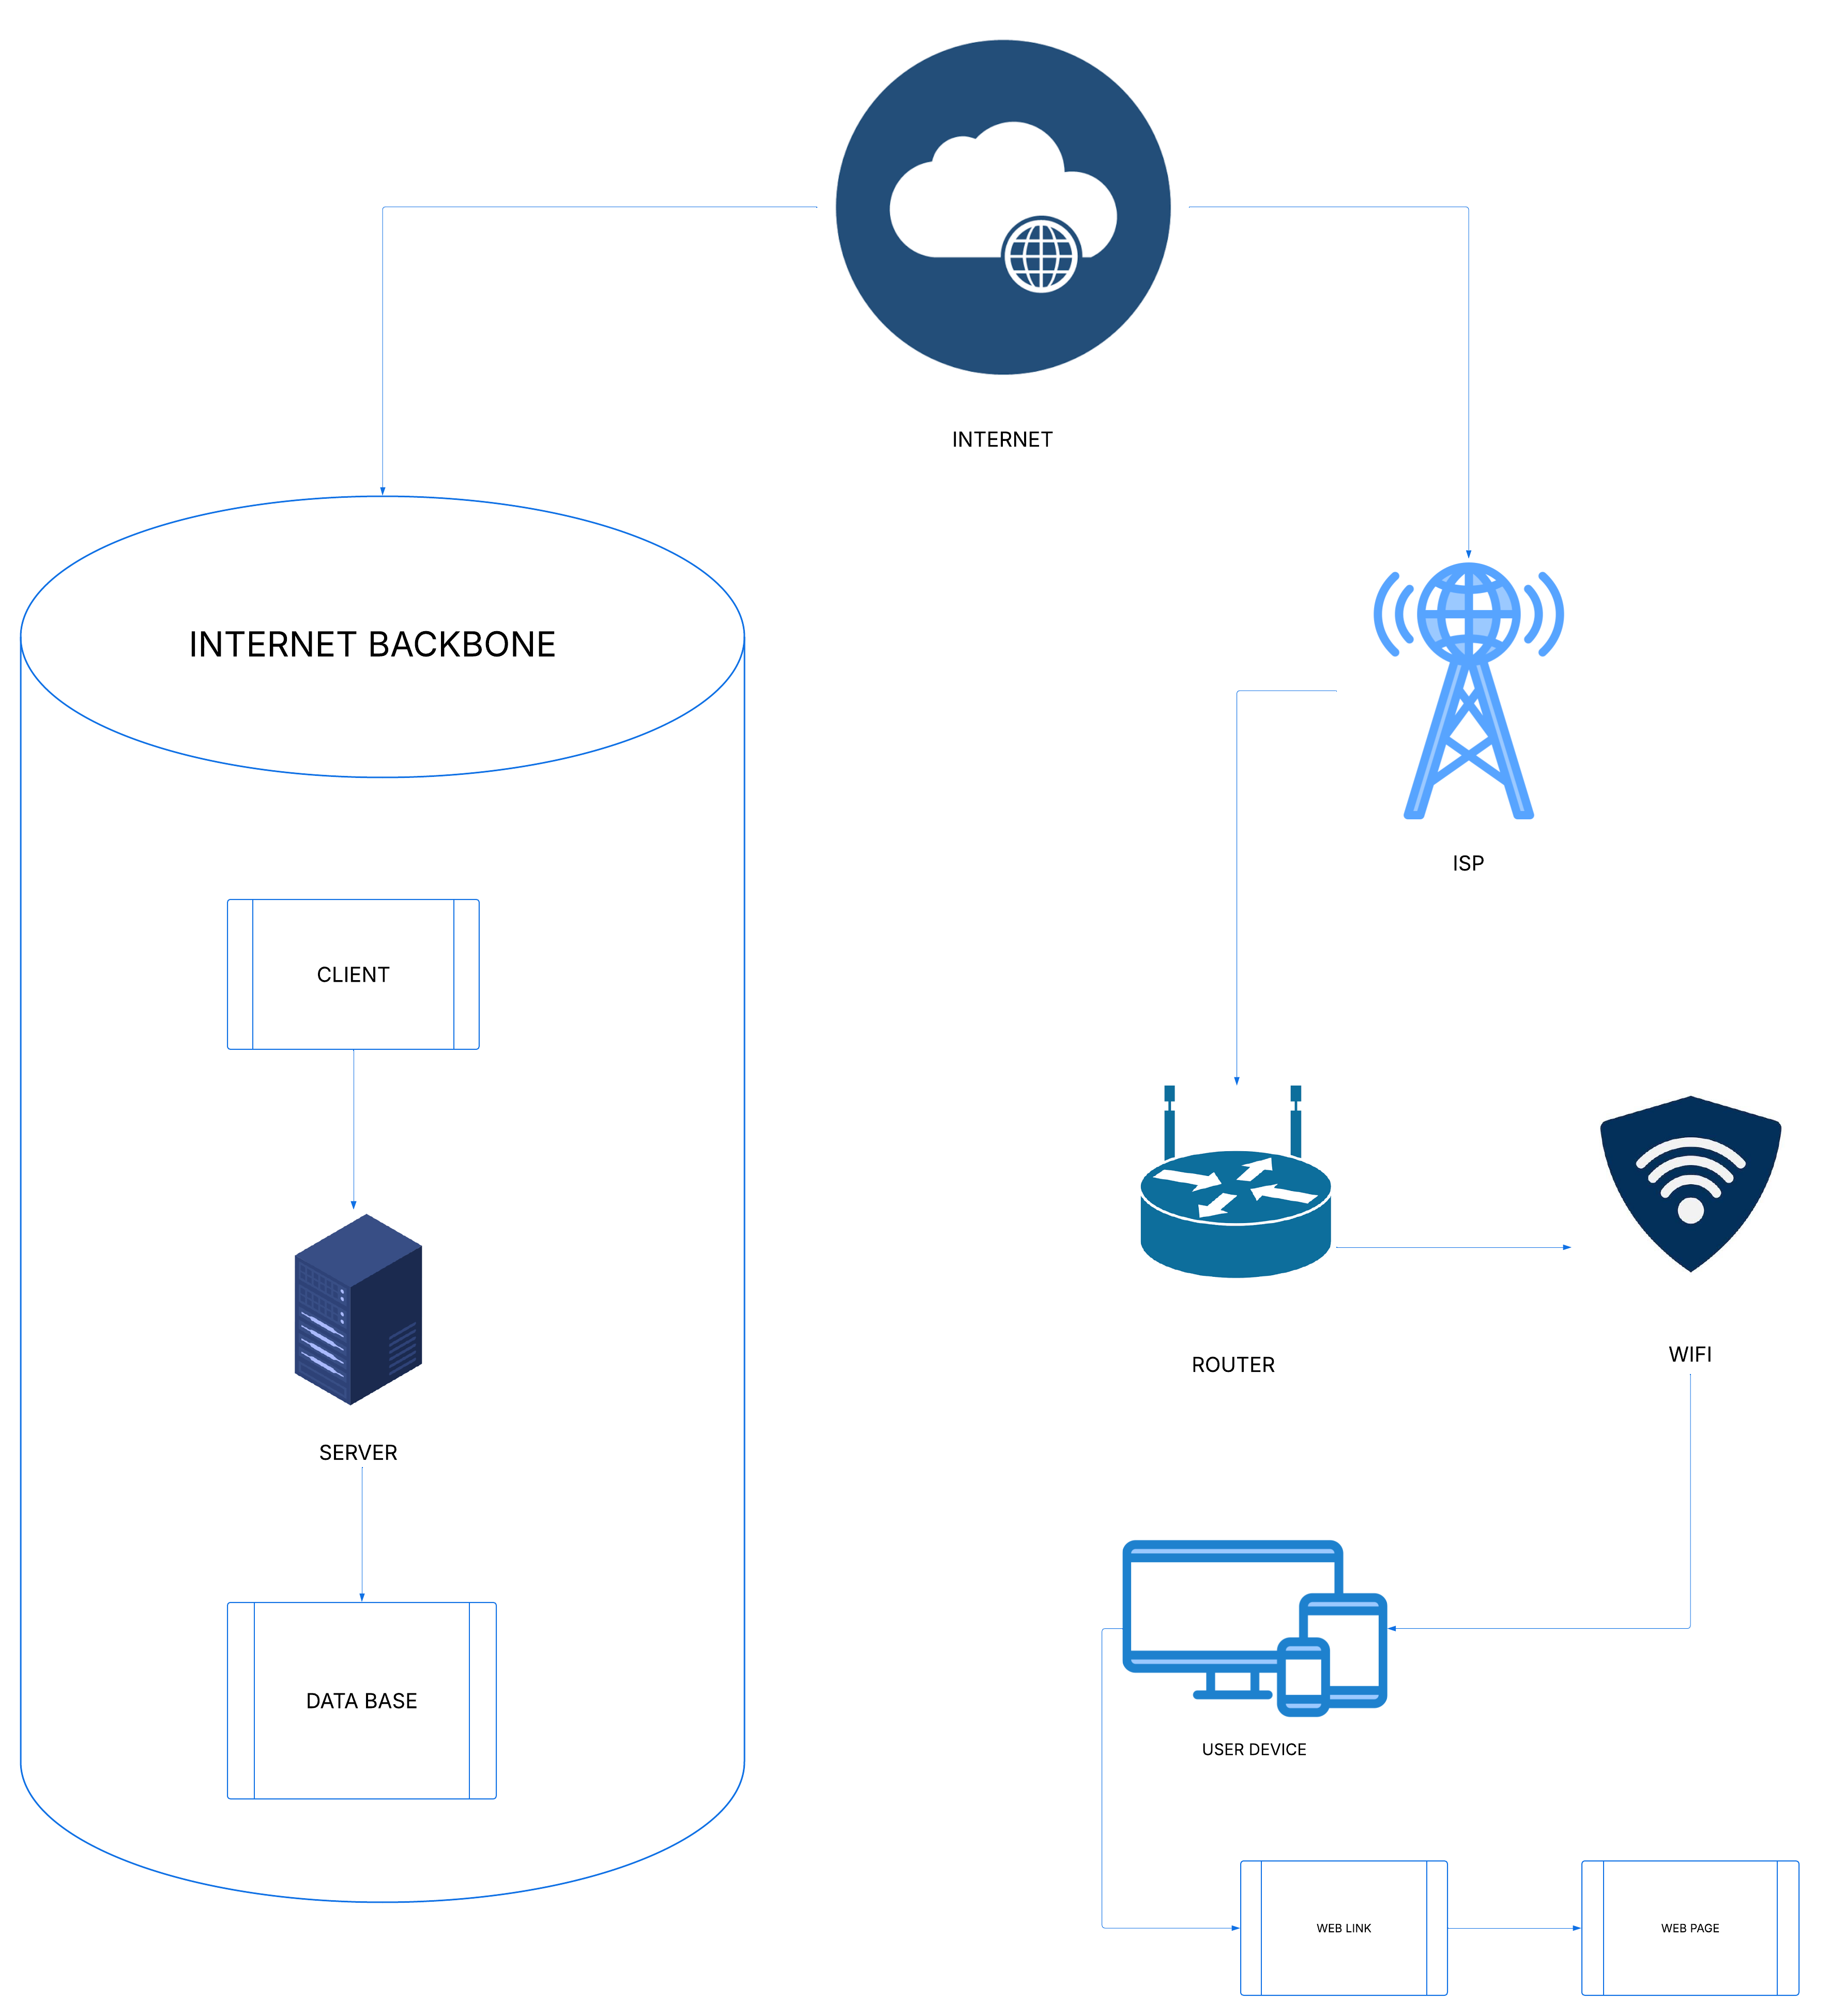 INTERNET
INTERNET BACKBONE
ISP
CLIENT
ROUTER
WIFI
SERVER
DATA BASE
USER DEVICE
WEB LINK
WEB PAGE